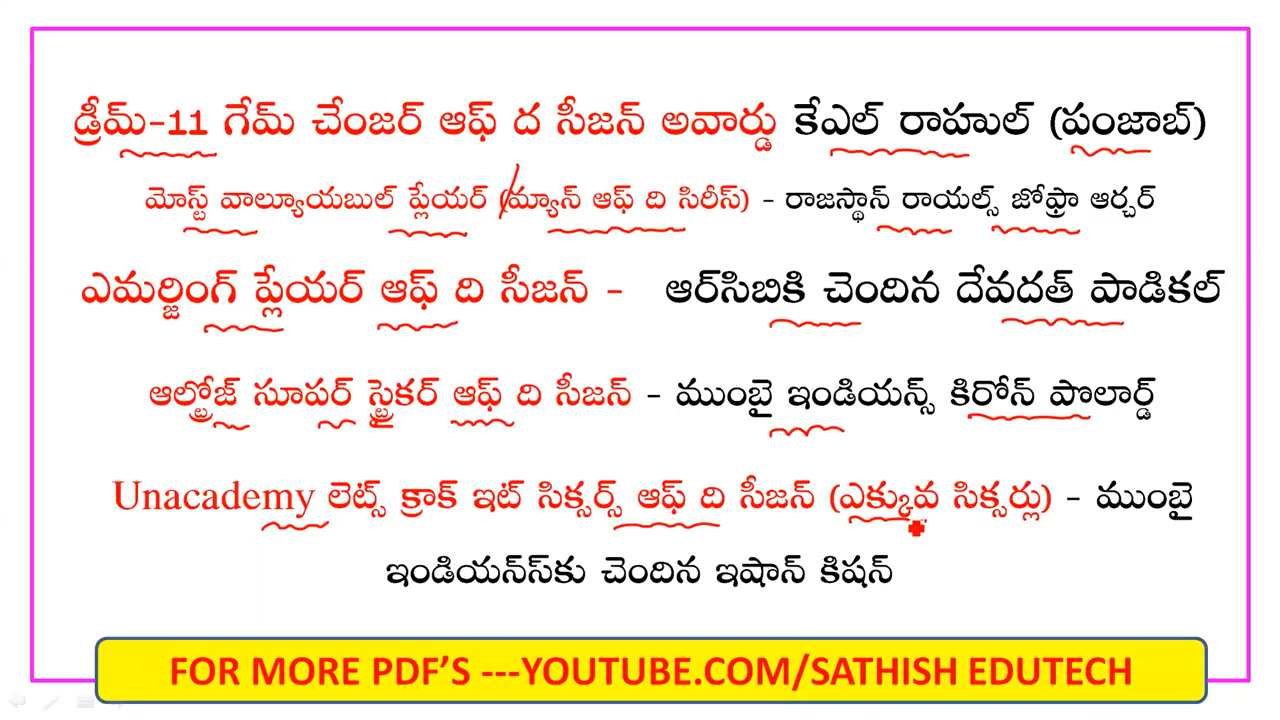 డ్రీమ్-11 గేమ్ చేంజర్ ఆఫ్ ద సీజన్ అవార్డు కేఎల్ రాహుల్ (పంజాబ్)
మోస్ట్ వాల్యూయబుల్ ప్లేయర్ (మ్యాన్ ఆఫ్ ది సిరీస్) - రాజస్థాన్ రాయల్స్ జోఫ్రా ఆర్చర్
ఎమర్జింగ్ ప్లేయర్ ఆఫ్ ది సీజన్ - ఆర్‌సిబికి చెందిన దేవదత్ పాడికల్
ఆల్ట్రోజ్ సూపర్ స్ట్రైకర్ ఆఫ్ ది సీజన్ - ముంబై ఇండియన్స్ కిరోన్ పొలార్డ్
Unacademy లెట్స్ క్రాక్ ఇట్ సిక్సర్స్ ఆఫ్ ది సీజన్ (ఎక్కువ సిక్సర్లు) - ముంబై
ఇండియన్స్‌కు చెందిన ఇషాన్ కిషన్
FOR MORE PDF'S ---YOUTUBE.COM/SATHISH EDUTECH